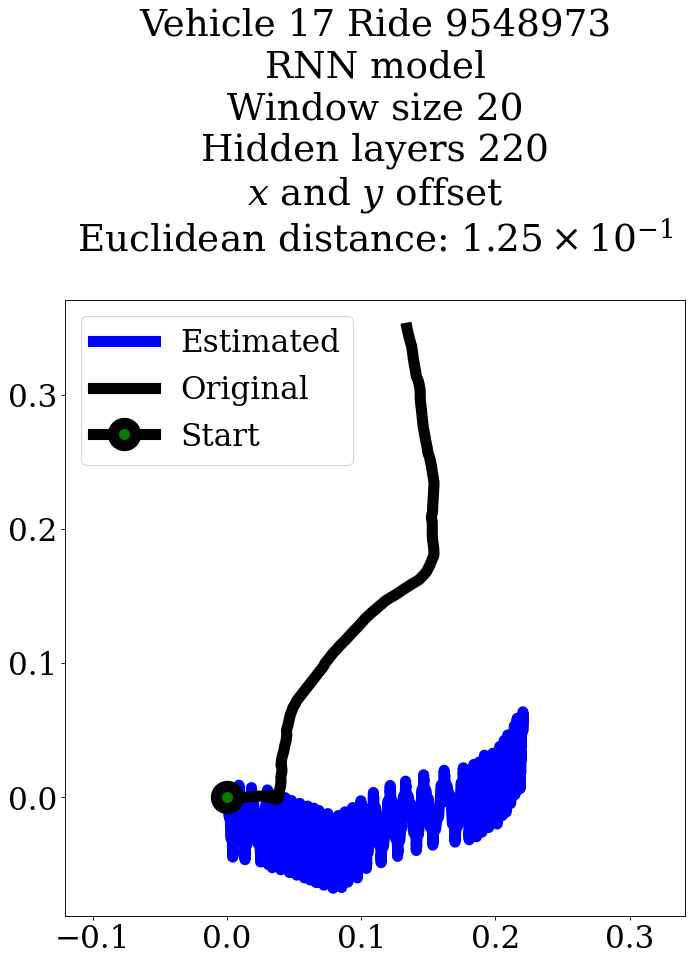 Vehicle 17 Ride 9548973
RNN model
Window size 20
Hidden layers 220
x and y offset
Euclidean distance: 1.25 × 10⁻¹
Estimated
Original
Start
0.3
0.2
0.1
0.0
−0.1 0.0 0.1 0.2 0.3